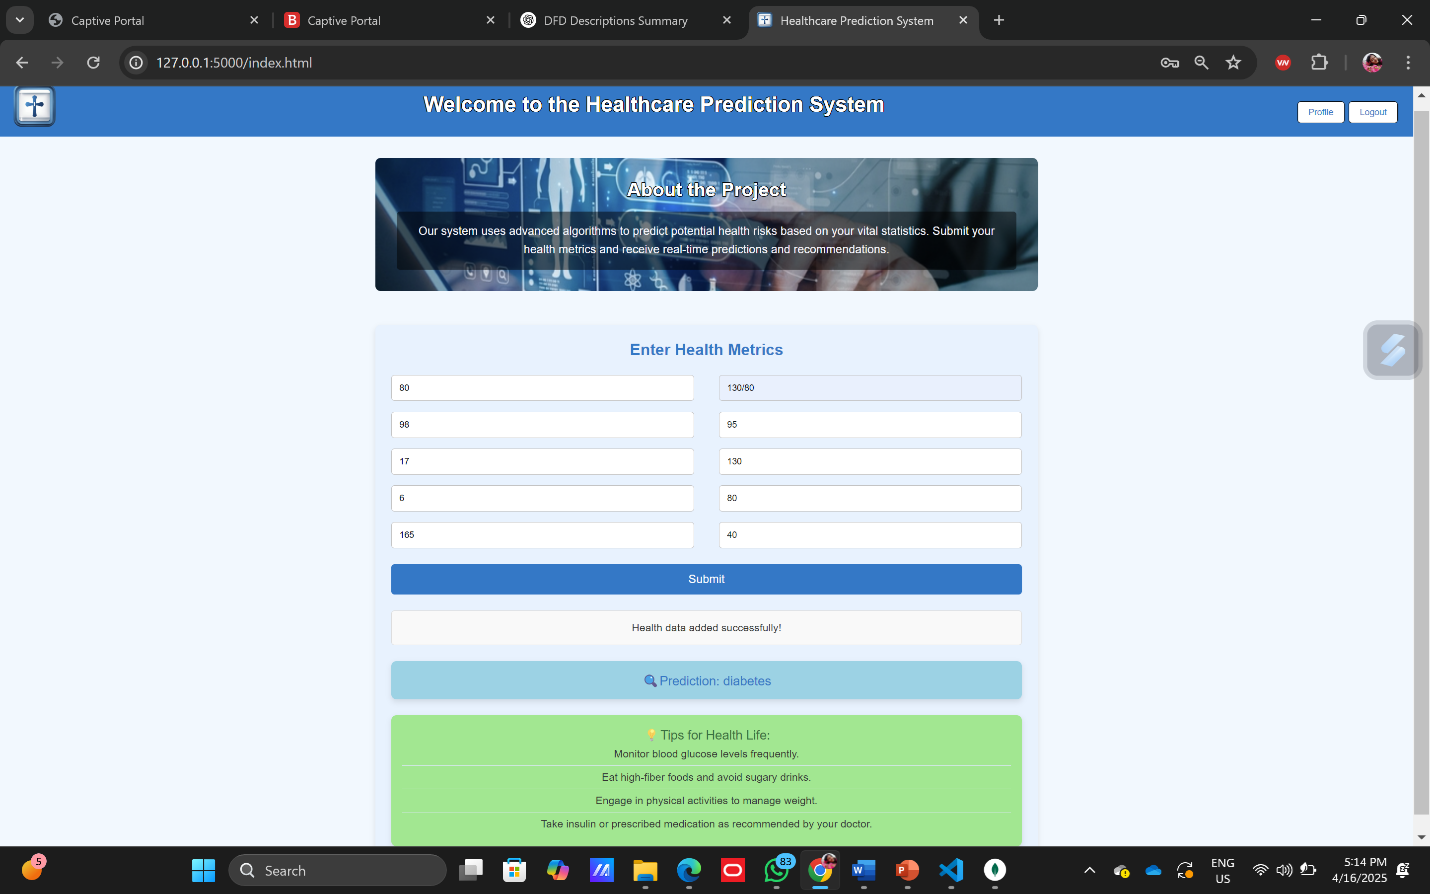 Captive Portal
B Captive Portal
DFD Descriptions Summary
Healthcare Prediction System
127.0.0.1:5000/index.html
Welcome to the Healthcare Prediction System
Profile
Logout
About the Project
Our system uses advanced algorithms to predict potential health risks based on your vital statistics. Submit your
health metrics and receive real-time predictions and recommendations.
Enter Health Metrics
80
130/80
98
95
17
130
6
80
165
40
Submit
Health data added successfully!
Prediction: diabetes
Tips for Health Life:
Monitor blood glucose levels frequently.
Eat high-fiber foods and avoid sugary drinks.
Engage in physical activities to manage weight.
Take insulin or prescribed medication as recommended by your doctor.
5
Search
83
ENG
US
5:14 PM
4/16/2025